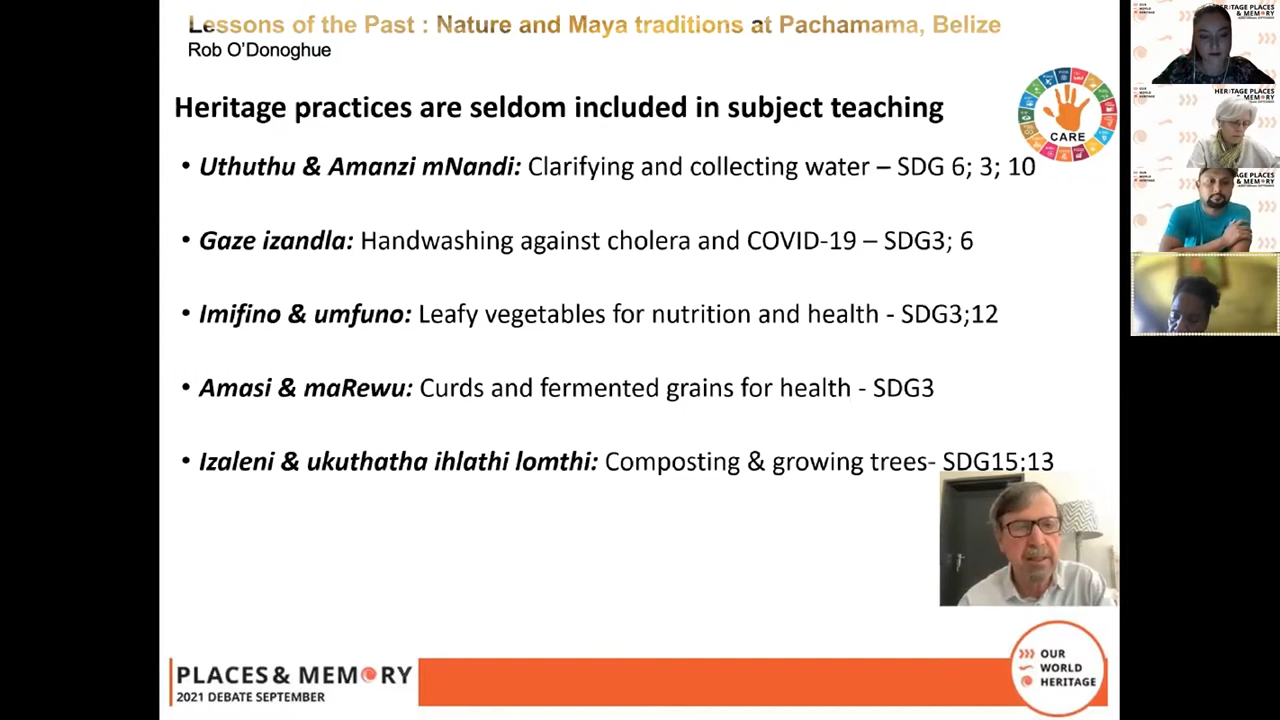 Lessons of the Past : Nature and Maya traditions at Pachamama, Belize
Rob O'Donoghue
Heritage practices are seldom included in subject teaching
CARE
• Uthuthu & Amanzi mNandi: Clarifying and collecting water – SDG 6; 3; 10
• Gaze izandla: Handwashing against cholera and COVID-19 – SDG3; 6
• Imifino & umfuno: Leafy vegetables for nutrition and health - SDG3;12
• Amasi & maRewu: Curds and fermented grains for health - SDG3
• Izaleni & ukuthatha ihlathi lomthi: Composting & growing trees- SDG15;13
PLACES & MEMORY
2021 DEBATE SEPTEMBER
OUR
WORLD
HERITAGE